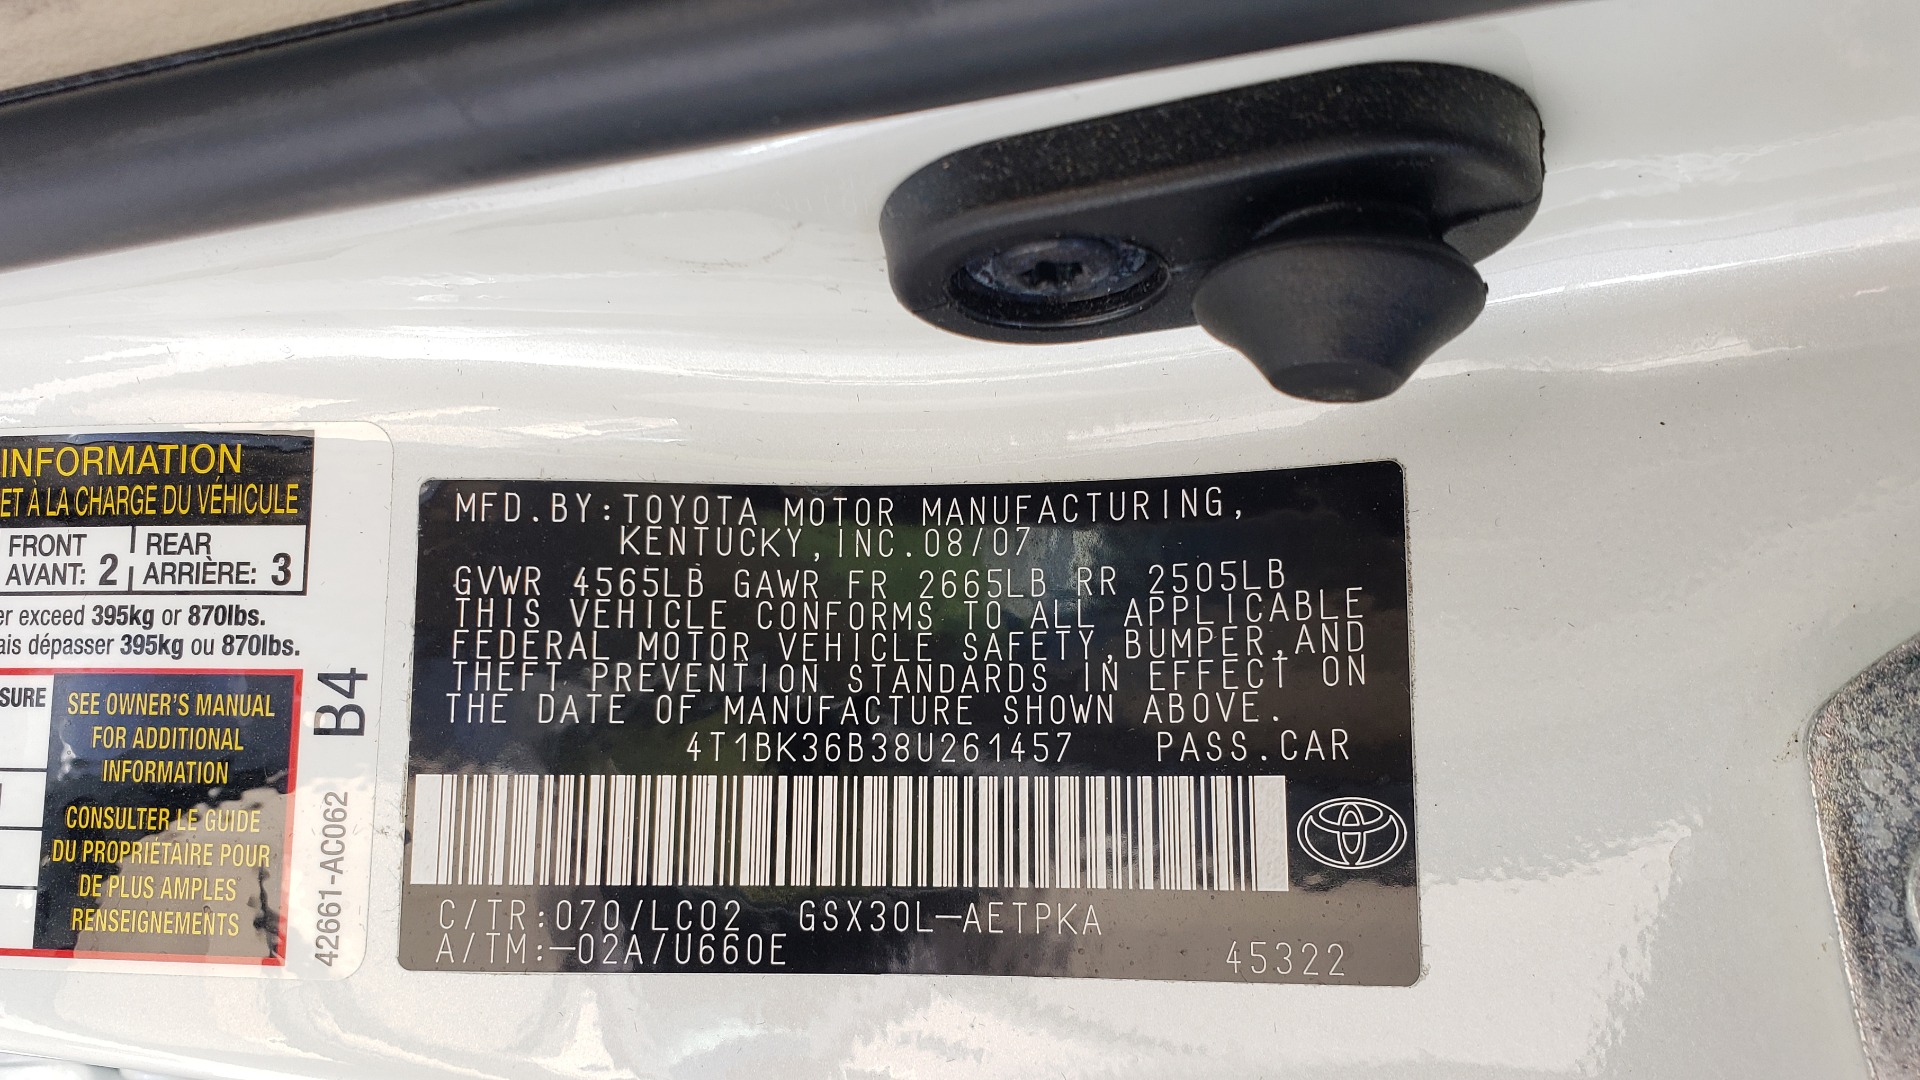 INFORMATION
ET À LA CHARGE DU VÉHICULE
FRONT
AVANT: 2
REAR
ARRIÈRE: 3
exceed 395kg or 870lbs.
dépasser 395kg ou 870lbs.
SEE OWNER'S MANUAL
FOR ADDITIONAL
INFORMATION
CONSULTER LE GUIDE
DU PROPRIÉTAIRE POUR
DE PLUS AMPLES
RENSEIGNEMENTS
B4
42661-AC062
MFD.BY:TOYOTA MOTOR MANUFACTURING,
KENTUCKY,INC.08/07
GVWR 4565LB GAWR FR 2665LB RR 2505LB
THIS VEHICLE CONFORMS TO ALL APPLICABLE
FEDERAL MOTOR VEHICLE SAFETY,BUMPER,AND
THEFT PREVENTION STANDARDS IN EFFECT ON
THE DATE OF MANUFACTURE SHOWN ABOVE.
4T1BK36B38U261457 PASS.CAR
C/TR:070/LC02 GSX30L-AETPKA
A/TM:-02A/U660E 45322